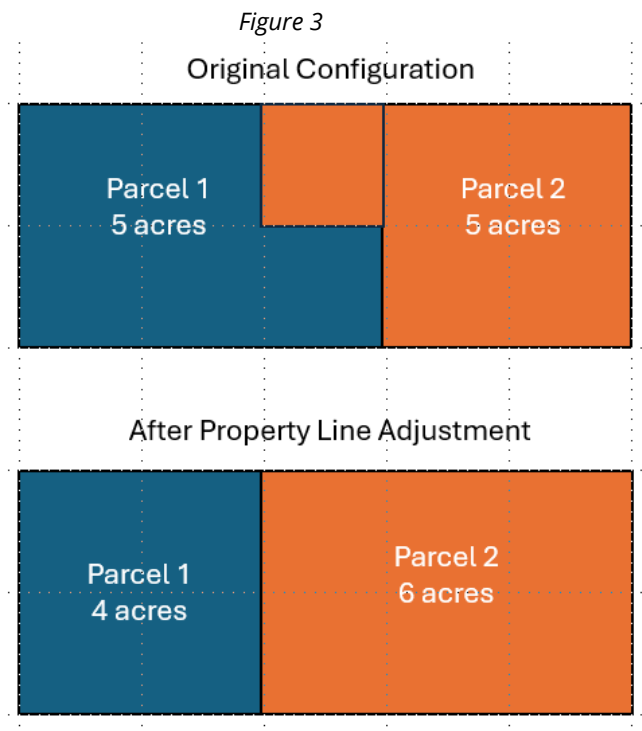 Figure 3
Original Configuration
Parcel 1
5 acres
Parcel 2
5 acres
After Property Line Adjustment
Parcel 1
4 acres
Parcel 2
6 acres